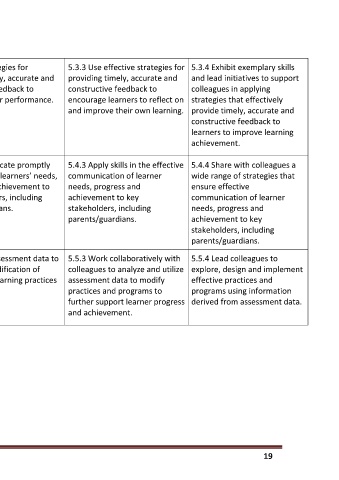 egies for
y, accurate and
edback to
r performance.
5.3.3 Use effective strategies for
providing timely, accurate and
constructive feedback to
encourage learners to reflect on
and improve their own learning.
5.3.4 Exhibit exemplary skills
and lead initiatives to support
colleagues in applying
strategies that effectively
provide timely, accurate and
constructive feedback to
learners to improve learning
achievement.
cate promptly
learners' needs,
chievement to
rs, including
ans.
5.4.3 Apply skills in the effective
communication of learner
needs, progress and
achievement to key
stakeholders, including
parents/guardians.
5.4.4 Share with colleagues a
wide range of strategies that
ensure effective
communication of learner
needs, progress and
achievement to key
stakeholders, including
parents/guardians.
sessment data to
dification of
arning practices
5.5.3 Work collaboratively with
colleagues to analyze and utilize
assessment data to modify
practices and programs to
further support learner progress
and achievement.
5.5.4 Lead colleagues to
explore, design and implement
effective practices and
programs using information
derived from assessment data.
19